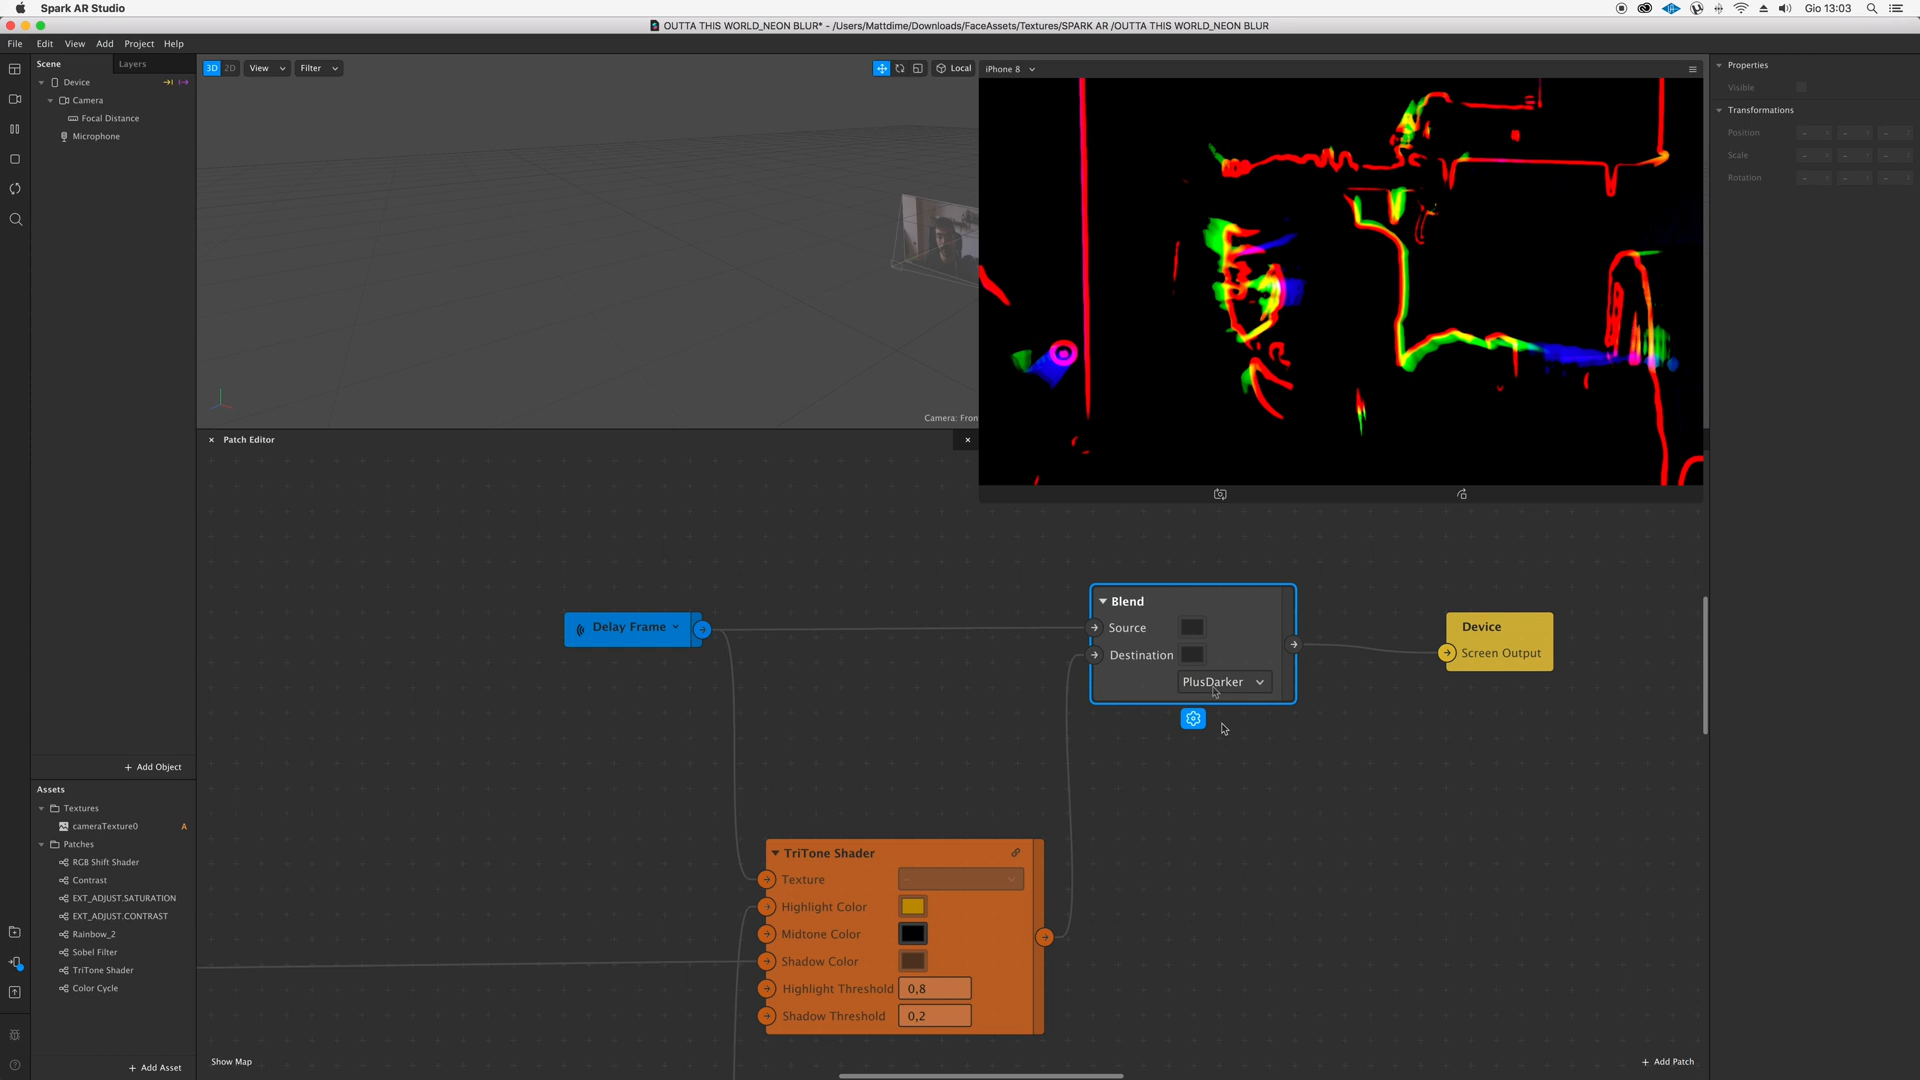 Spark AR Studio
Gio 13:03
OUTTA THIS WORLD_NEON BLUR* - /Users/Mattdime/Downloads/FaceAssets/Textures/SPARK AR /OUTTA THIS WORLD_NEON BLUR
File Edit View Add Project Help
Scene Layers
Device
Camera
Focal Distance
Microphone
+ Add Object
3D 2D View Filter
Local
iPhone 8
Camera: Fron
Properties
Visible
Transformations
Position - - -
Scale - - -
Rotation - - -
× Patch Editor ×
Delay Frame
Blend
Source
Destination
PlusDarker
Device
Screen Output
TriTone Shader
Texture -
Highlight Color
Midtone Color
Shadow Color
Highlight Threshold 0,8
Shadow Threshold 0,2
Assets
Textures
cameraTexture0 A
Patches
RGB Shift Shader
Contrast
EXT_ADJUST.SATURATION
EXT_ADJUST.CONTRAST
Rainbow_2
Sobel Filter
TriTone Shader
Color Cycle
+ Add Asset
Show Map
+ Add Patch